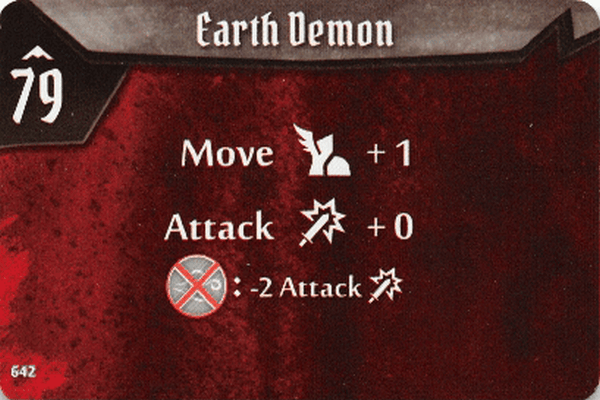 Earth Demon
79
Move + 1
Attack + 0
: -2 Attack
642